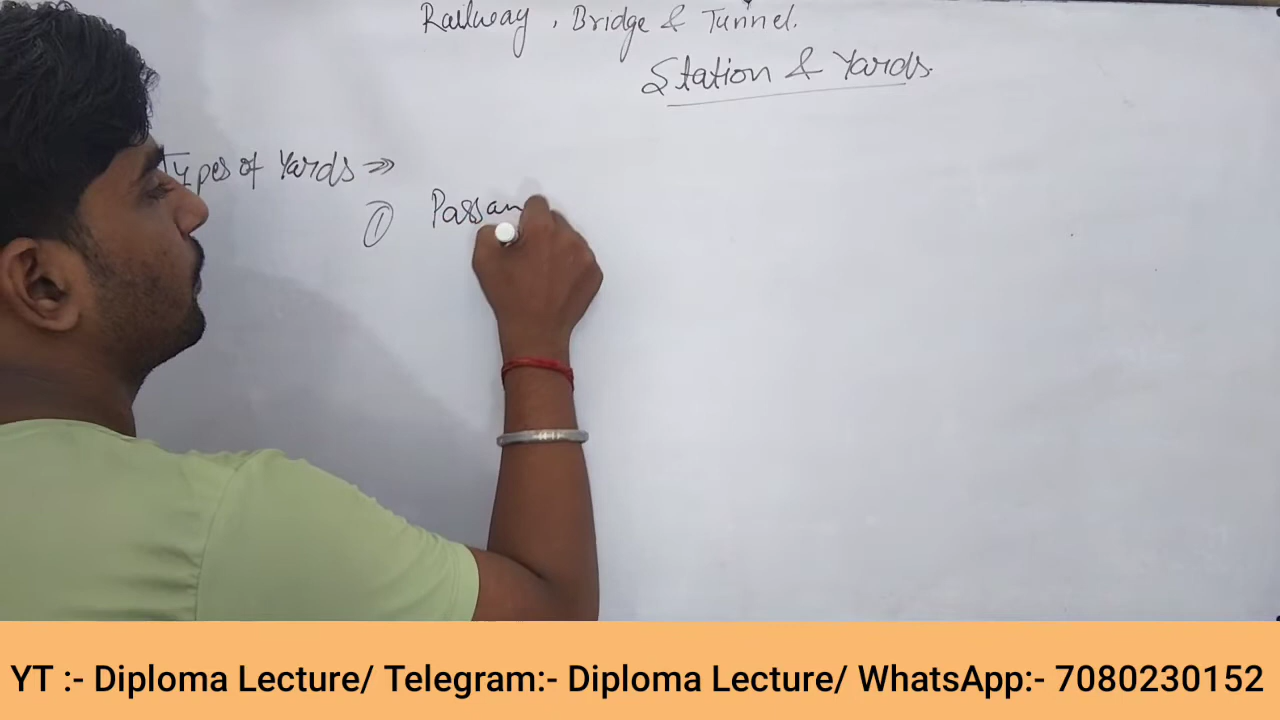 Railway, Bridge & Tunnel.
Station & Yards.
Types of Yards ⇒>
① Passan
YT :- Diploma Lecture/ Telegram:- Diploma Lecture/ WhatsApp:- 7080230152